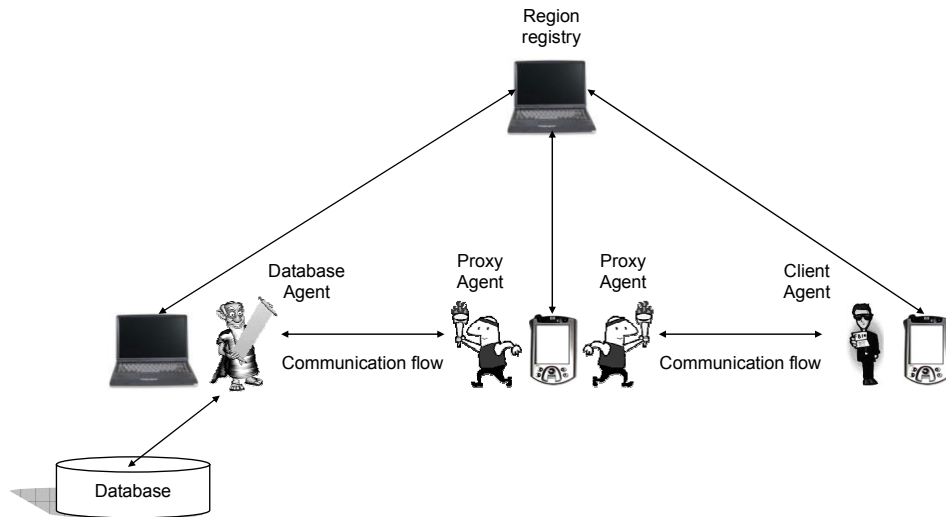 Region
registry
Database
Agent
Proxy
Agent
Proxy
Agent
Client
Agent
Communication flow
Communication flow
Database